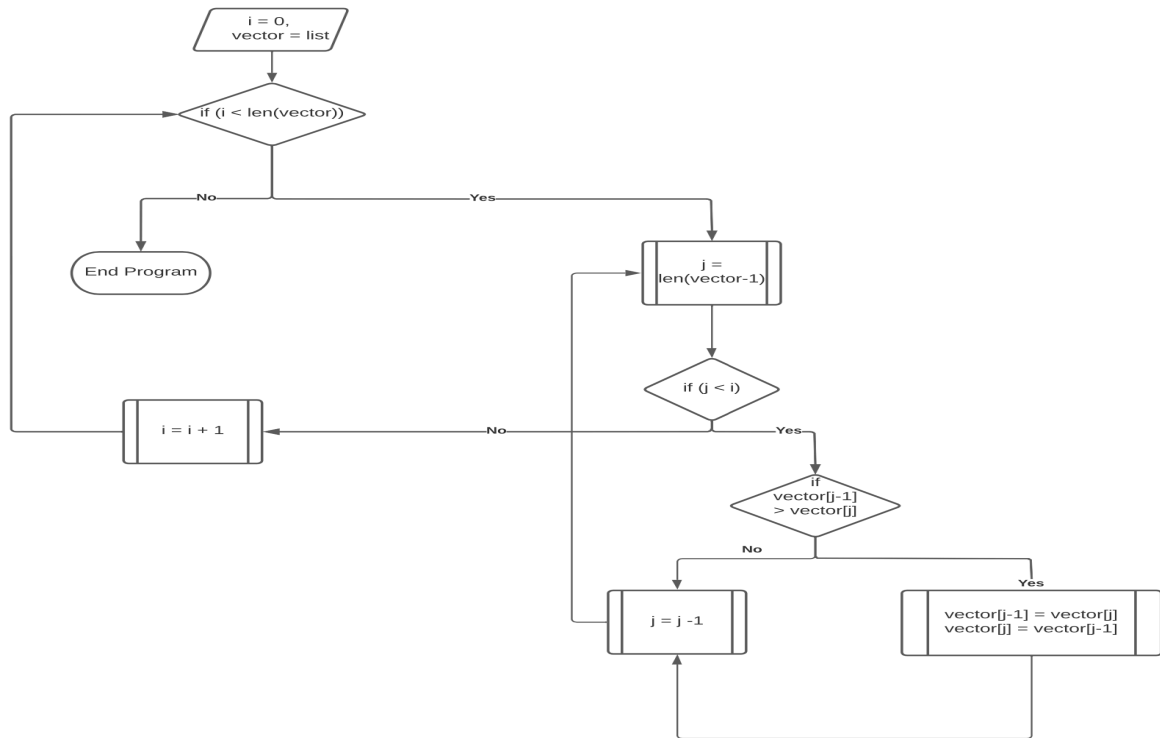 i = 0,
vector = list
if (i < len(vector))
No
Yes
End Program
j =
len(vector-1)
if (j < i)
i = i + 1
No
Yes
if
vector[j-1]
> vector[j]
No
Yes
j = j -1
vector[j-1] = vector[j]
vector[j] = vector[j-1]